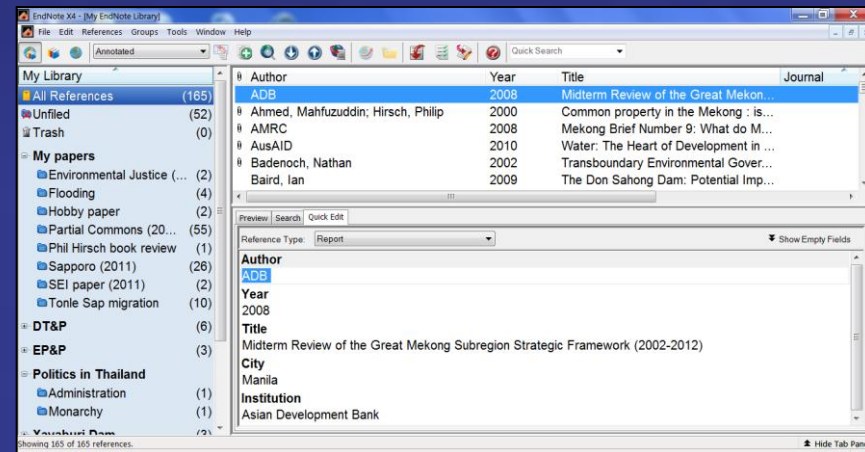 EndNote X4 - [My EndNote Library]
File Edit References Groups Tools Window Help
Annotated
Quick Search
My Library
All References (165)
Unfiled (52)
Trash (0)
My papers
Environmental Justice (... (2)
Flooding (4)
Hobby paper (2)
Partial Commons (20... (55)
Phil Hirsch book review (1)
Sapporo (2011) (26)
SEI paper (2011) (2)
Tonle Sap migration (10)
DT&P (6)
EP&P (3)
Politics in Thailand
Administration (1)
Monarchy (1)
Xayaburi Dam (3)
Author Year Title Journal
ADB 2008 Midterm Review of the Great Mekon...
Ahmed, Mahfuzuddin; Hirsch, Philip 2000 Common property in the Mekong : is...
AMRC 2008 Mekong Brief Number 9: What do M...
AusAID 2010 Water: The Heart of Development in ...
Badenoch, Nathan 2002 Transboundary Environmental Gover...
Baird, Ian 2009 The Don Sahong Dam: Potential Imp...
Preview Search Quick Edit
Reference Type: Report Show Empty Fields
Author
ADB
Year
2008
Title
Midterm Review of the Great Mekong Subregion Strategic Framework (2002-2012)
City
Manila
Institution
Asian Development Bank
Showing 165 of 165 references. Hide Tab Pane